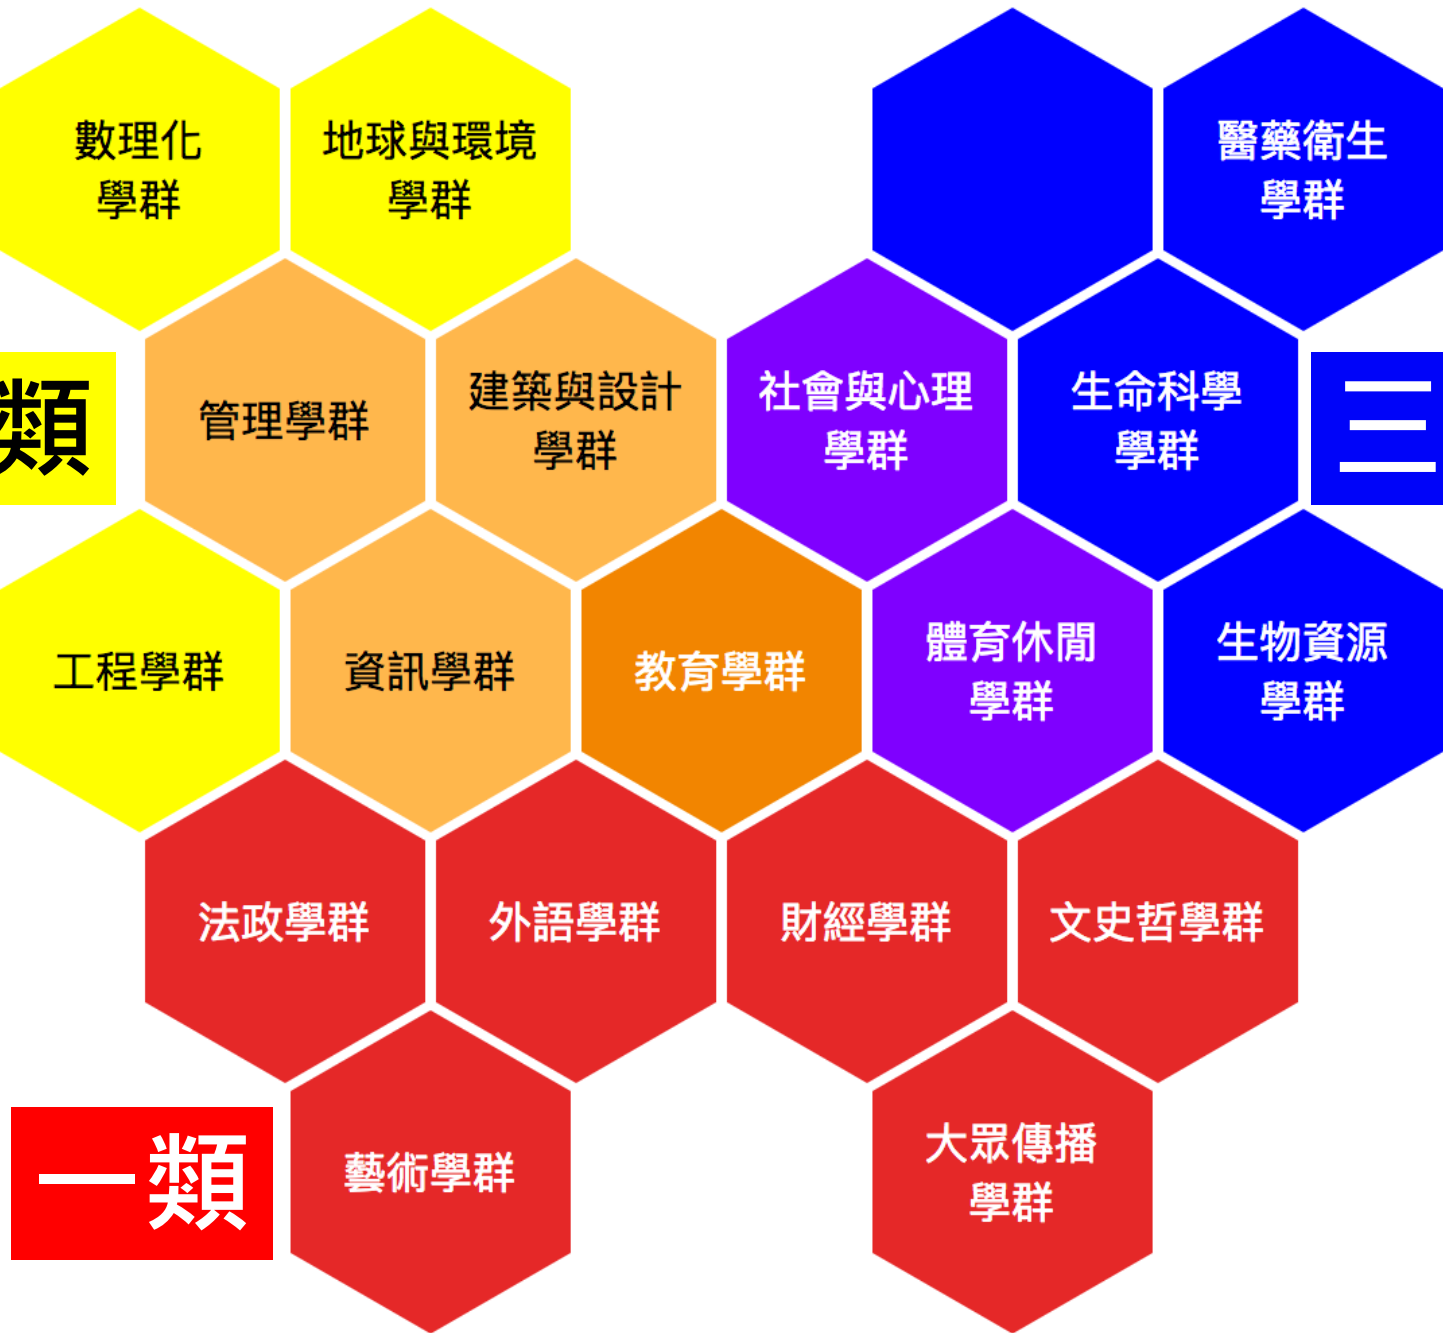 數理化
學群
地球與環境
學群
醫藥衛生
學群
類
管理學群
建築與設計
學群
社會與心理
學群
生命科學
學群
三
工程學群
資訊學群
教育學群
體育休閒
學群
生物資源
學群
法政學群
外語學群
財經學群
文史哲學群
一類
藝術學群
大眾傳播
學群